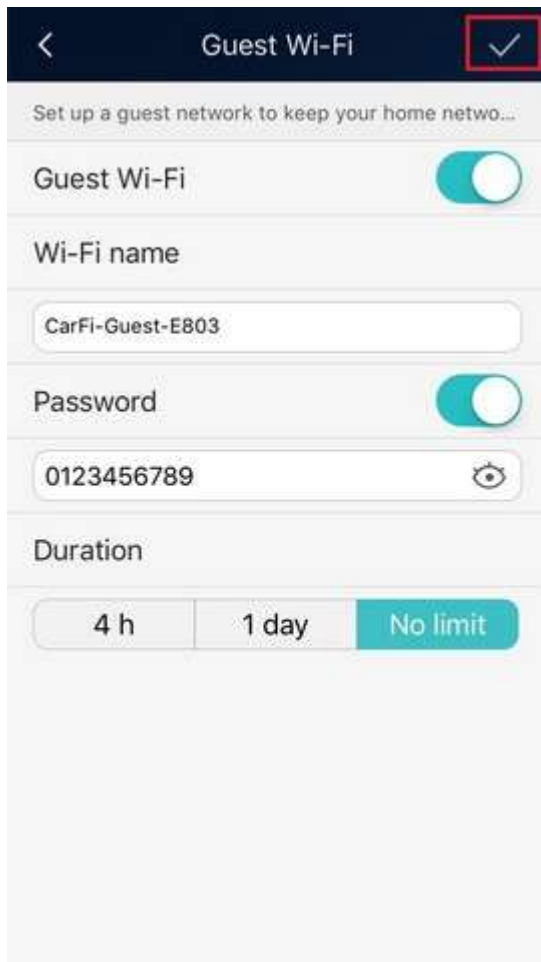 Guest Wi-Fi
Set up a guest network to keep your home netwo...
Guest Wi-Fi
Wi-Fi name
CarFi-Guest-E803
Password
0123456789
Duration
4 h
1 day
No limit